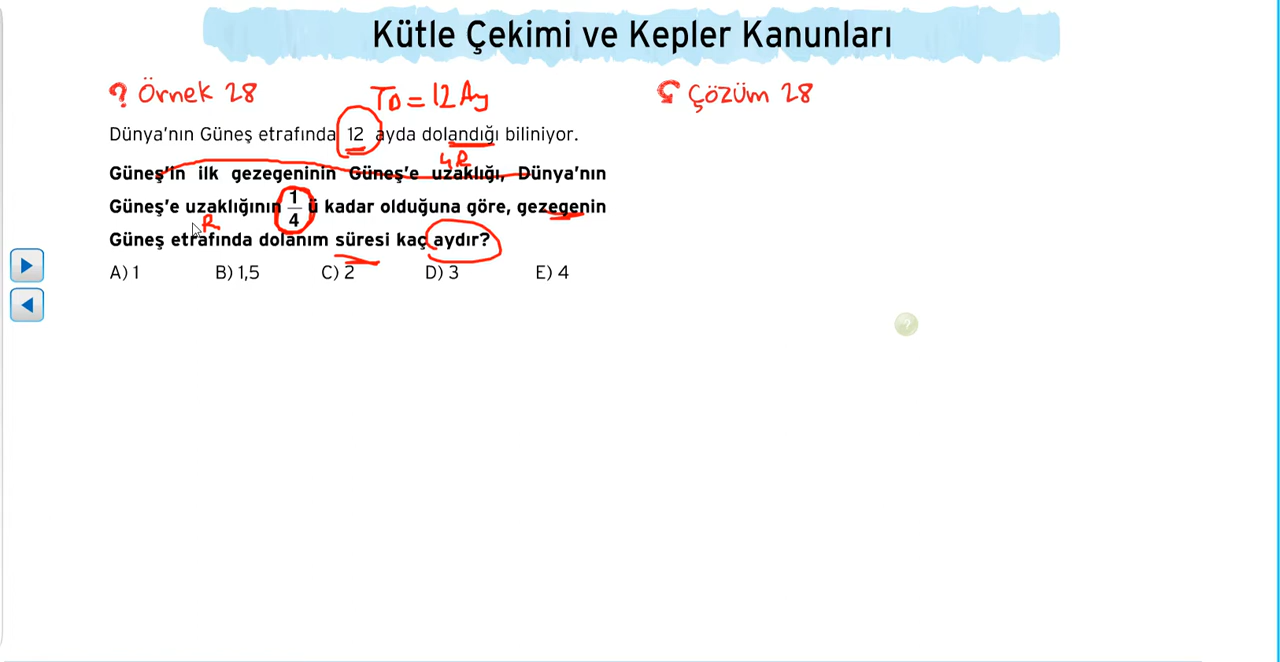 Kütle Çekimi ve Kepler Kanunları
? Örnek 28
T0 = 12 Ay
Çözüm 28
Dünya'nın Güneş etrafında 12 ayda dolandığı biliniyor.
4R
Güneş'in ilk gezegeninin Güneş'e uzaklığı, Dünya'nın
Güneş'e uzaklığının 1/4 ü kadar olduğuna göre, gezegenin
R
Güneş etrafında dolanım süresi kaç aydır?
A) 1 B) 1,5 C) 2 D) 3 E) 4
?